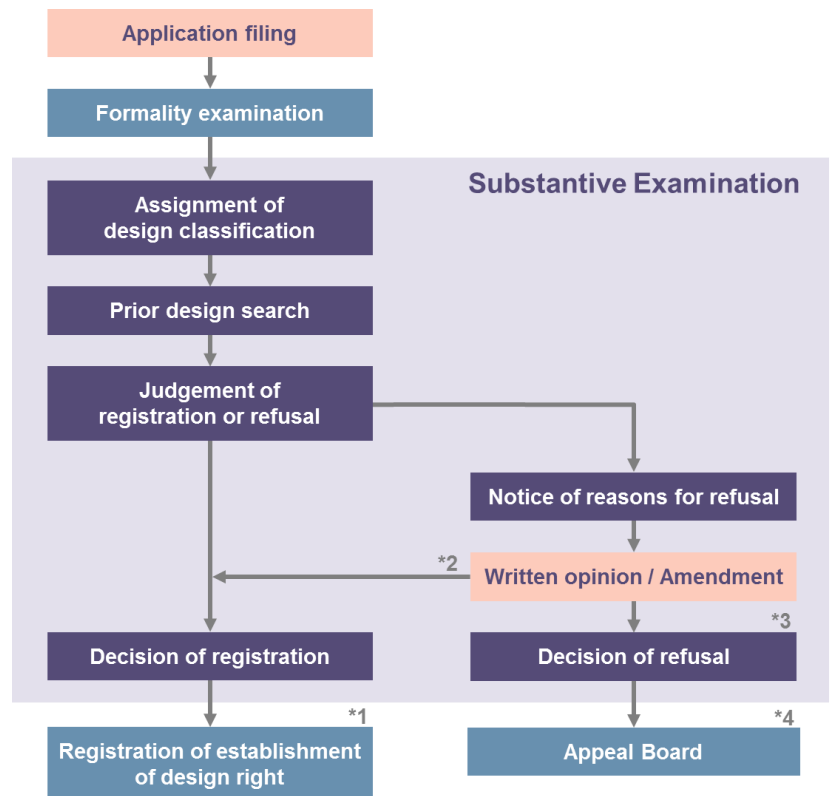 Application filing
Formality examination
Substantive Examination
Assignment of
design classification
Prior design search
Judgement of
registration or refusal
Notice of reasons for refusal
*2
Written opinion / Amendment
*3
Decision of registration
Decision of refusal
*1
*4
Registration of establishment
of design right
Appeal Board